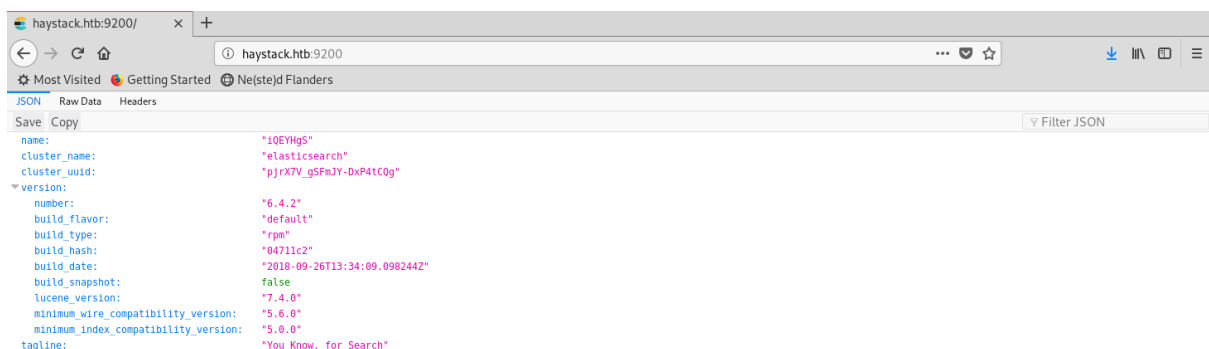 haystack.htb:9200/
haystack.htb:9200
Most Visited Getting Started Ne(ste)d Flanders
JSON Raw Data Headers
Save Copy Filter JSON
name: "iQEYHgS"
cluster_name: "elasticsearch"
cluster_uuid: "pjrX7V_gSFmJY-DxP4tCQg"
version:
number: "6.4.2"
build_flavor: "default"
build_type: "rpm"
build_hash: "04711c2"
build_date: "2018-09-26T13:34:09.098244Z"
build_snapshot: false
lucene_version: "7.4.0"
minimum_wire_compatibility_version: "5.6.0"
minimum_index_compatibility_version: "5.0.0"
tagline: "You Know, for Search"